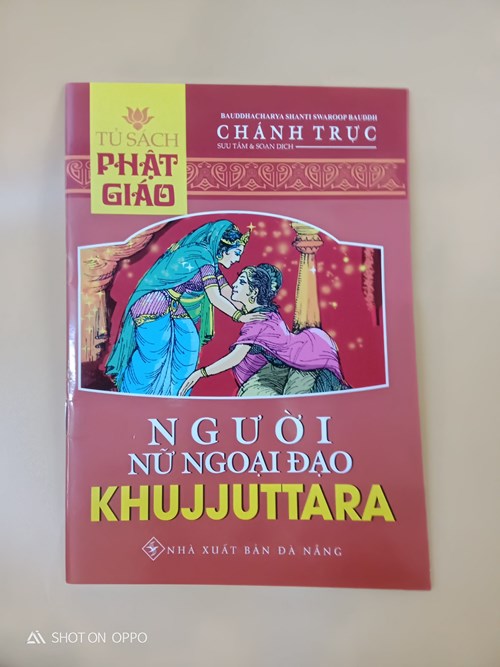 TỦ SÁCH
PHẬT
GIÁO
BAUDDHACHARYA SHANTI SWAROOP BAUDDH
CHÁNH TRỰC
SƯU TẦM & SOẠN DỊCH
NGƯỜI
NỮ NGOẠI ĐẠO
KHUJJUTTARA
NHÀ XUẤT BẢN ĐÀ NẴNG
SHOT ON OPPO